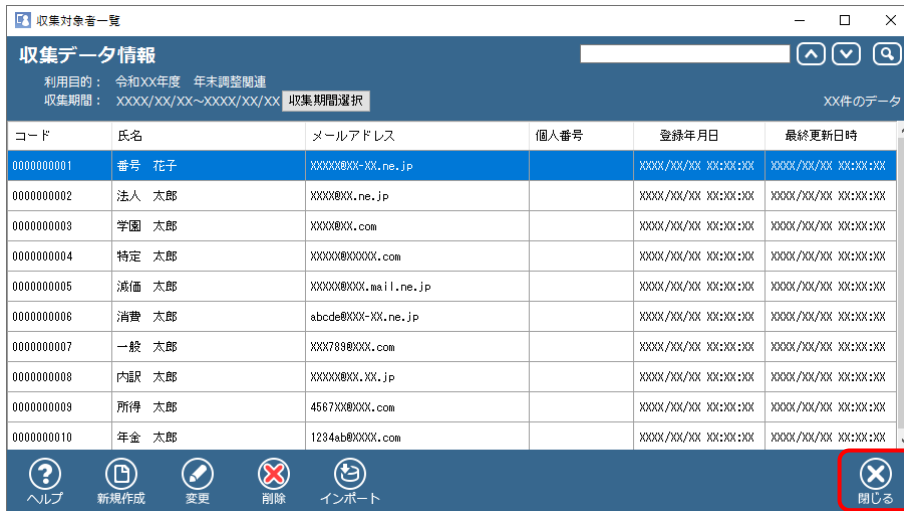 収集対象者一覧
収集データ情報
利用目的： 令和XX年度 年末調整関連
収集期間： XXXX/XX/XX～XXXX/XX/XX 収集期間選択 XX件のデータ
コード 氏名 メールアドレス 個人番号 登録年月日 最終更新日時
0000000001 番号 花子 XXXXX@XX-XX.ne.jp XXXX/XX/XX XX:XX:XX XXXX/XX/XX XX:XX:XX
0000000002 法人 太郎 XXXX@XX.ne.jp XXXX/XX/XX XX:XX:XX XXXX/XX/XX XX:XX:XX
0000000003 学園 太郎 XXXX@XX.com XXXX/XX/XX XX:XX:XX XXXX/XX/XX XX:XX:XX
0000000004 特定 太郎 XXXXX@XXXXX.com XXXX/XX/XX XX:XX:XX XXXX/XX/XX XX:XX:XX
0000000005 減価 太郎 XXXXX@XXX.mail.ne.jp XXXX/XX/XX XX:XX:XX XXXX/XX/XX XX:XX:XX
0000000006 消費 太郎 abcde@XXX-XX.ne.jp XXXX/XX/XX XX:XX:XX XXXX/XX/XX XX:XX:XX
0000000007 一般 太郎 XXX789@XXX.com XXXX/XX/XX XX:XX:XX XXXX/XX/XX XX:XX:XX
0000000008 内訳 太郎 XXXXX@XX.XX.jp XXXX/XX/XX XX:XX:XX XXXX/XX/XX XX:XX:XX
0000000009 所得 太郎 4567XX@XXX.com XXXX/XX/XX XX:XX:XX XXXX/XX/XX XX:XX:XX
0000000010 年金 太郎 1234ab@XXXX.com XXXX/XX/XX XX:XX:XX XXXX/XX/XX XX:XX:XX
ヘルプ 新規作成 変更 削除 インポート 閉じる